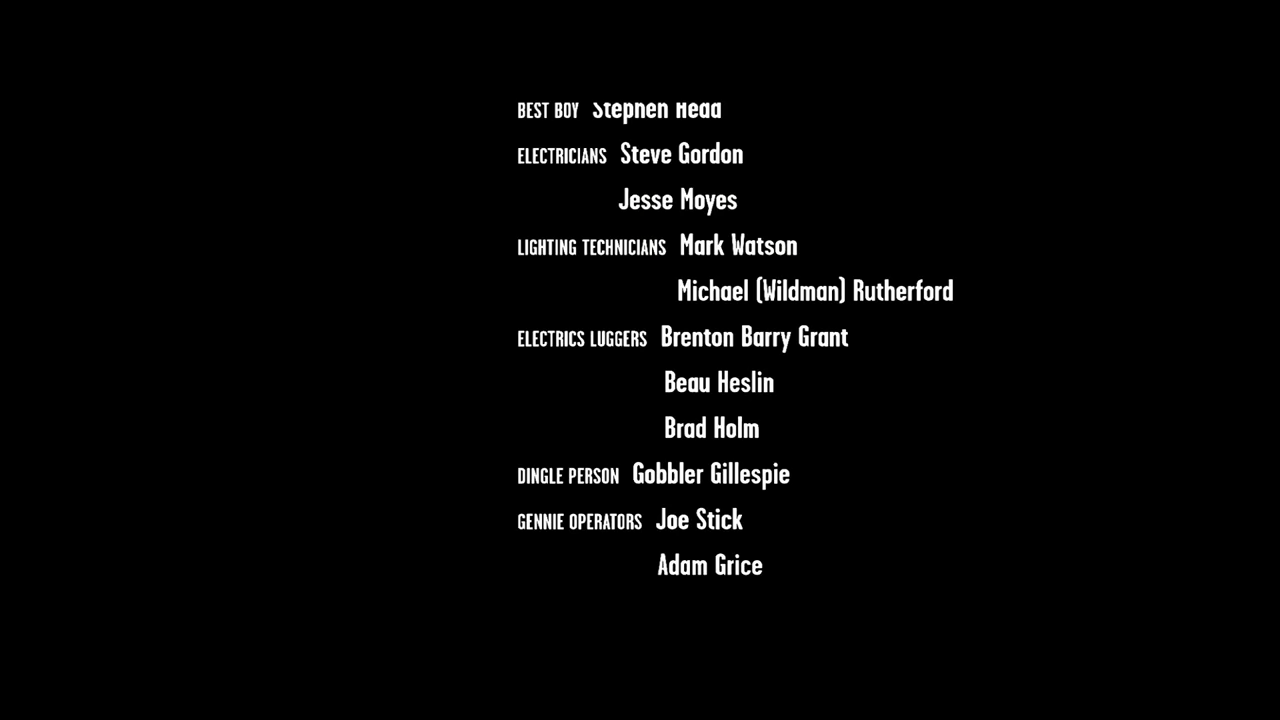 BEST BOY Stephen Head
ELECTRICIANS Steve Gordon
Jesse Moyes
LIGHTING TECHNICIANS Mark Watson
Michael (Wildman) Rutherford
ELECTRICS LUGGERS Brenton Barry Grant
Beau Heslin
Brad Holm
DINGLE PERSON Gobbler Gillespie
GENNIE OPERATORS Joe Stick
Adam Grice